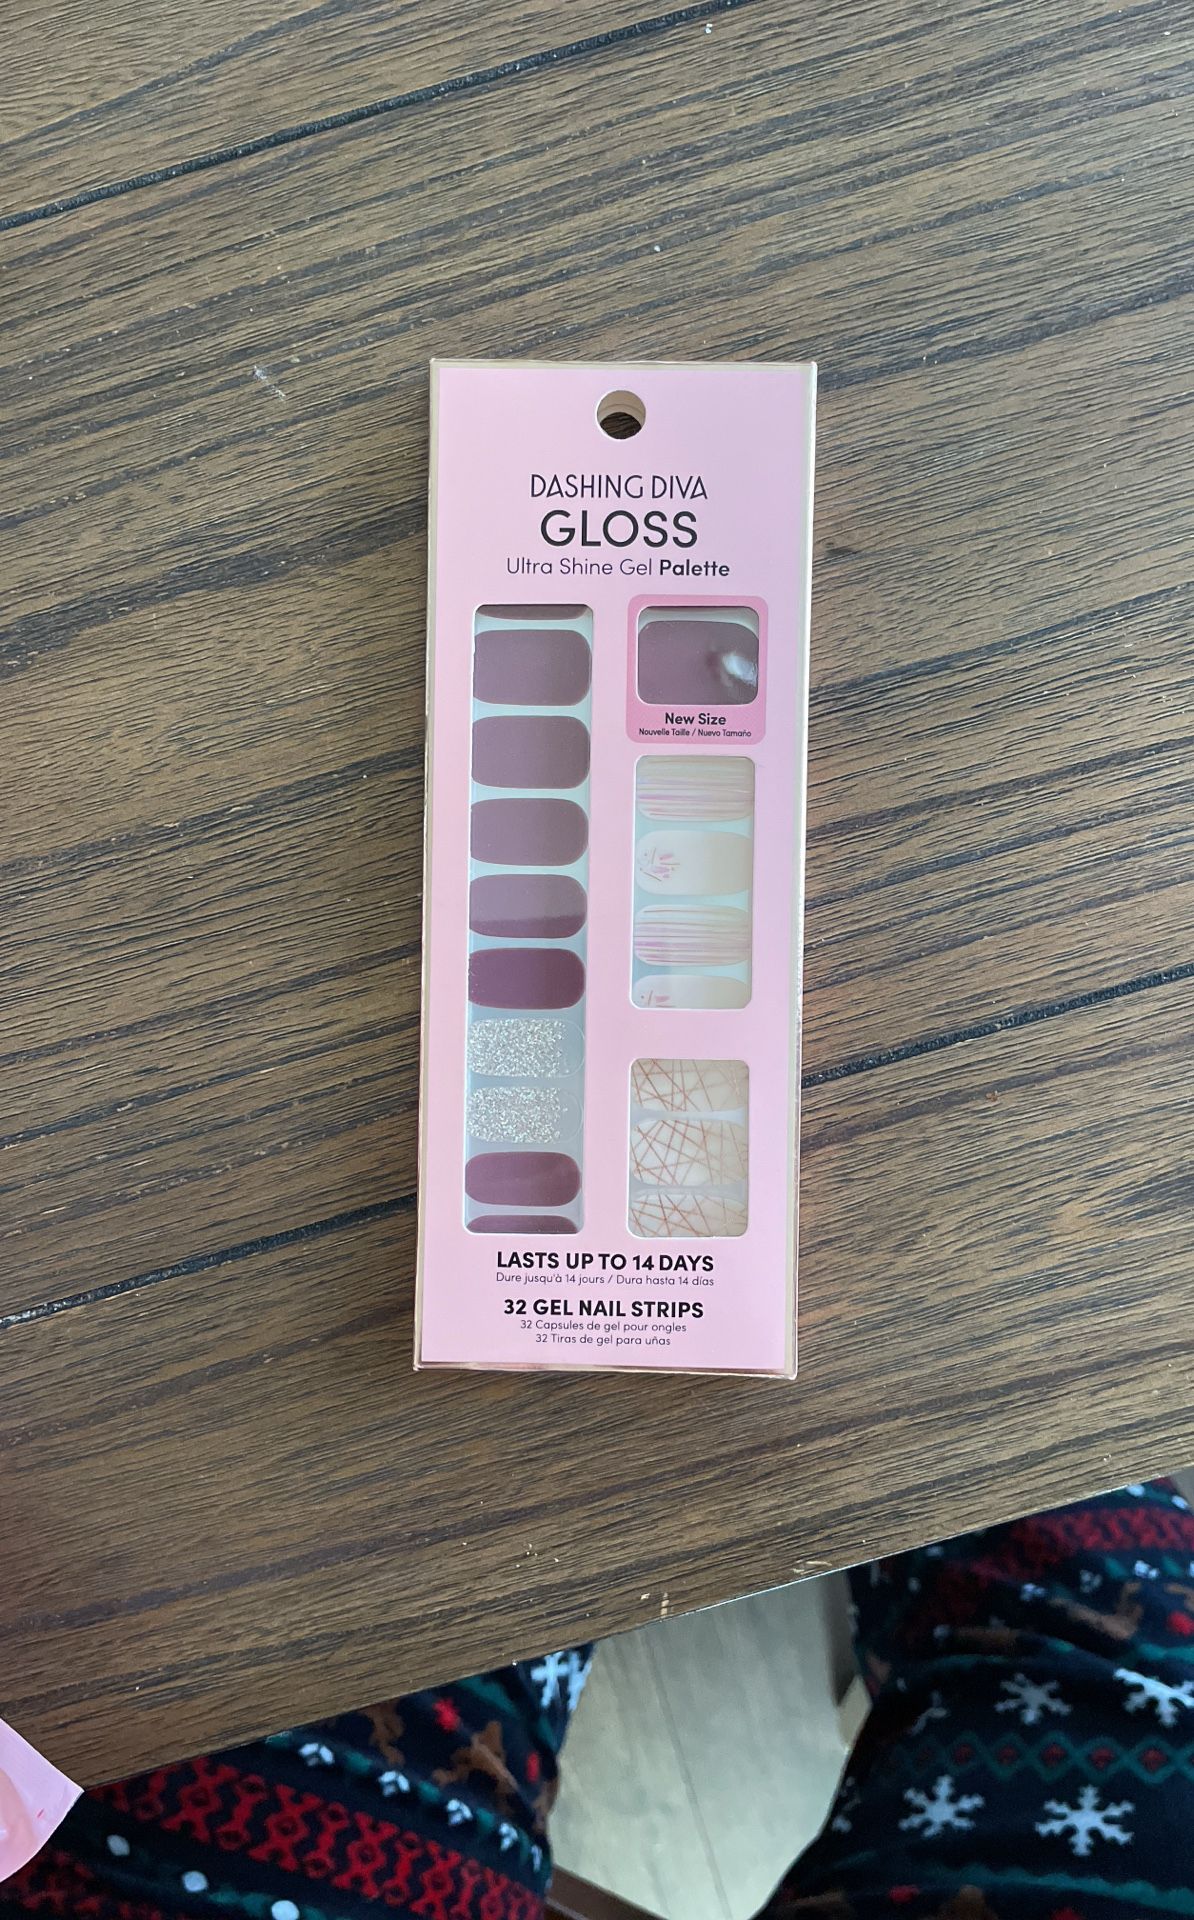 DASHING DIVA
GLOSS
Ultra Shine Gel Palette
New Size
Nouvelle Taille / Nuevo Tamaño
LASTS UP TO 14 DAYS
Dure jusqu'à 14 jours / Dura hasta 14 días
32 GEL NAIL STRIPS
32 Capsules de gel pour ongles
32 Tiras de gel para uñas